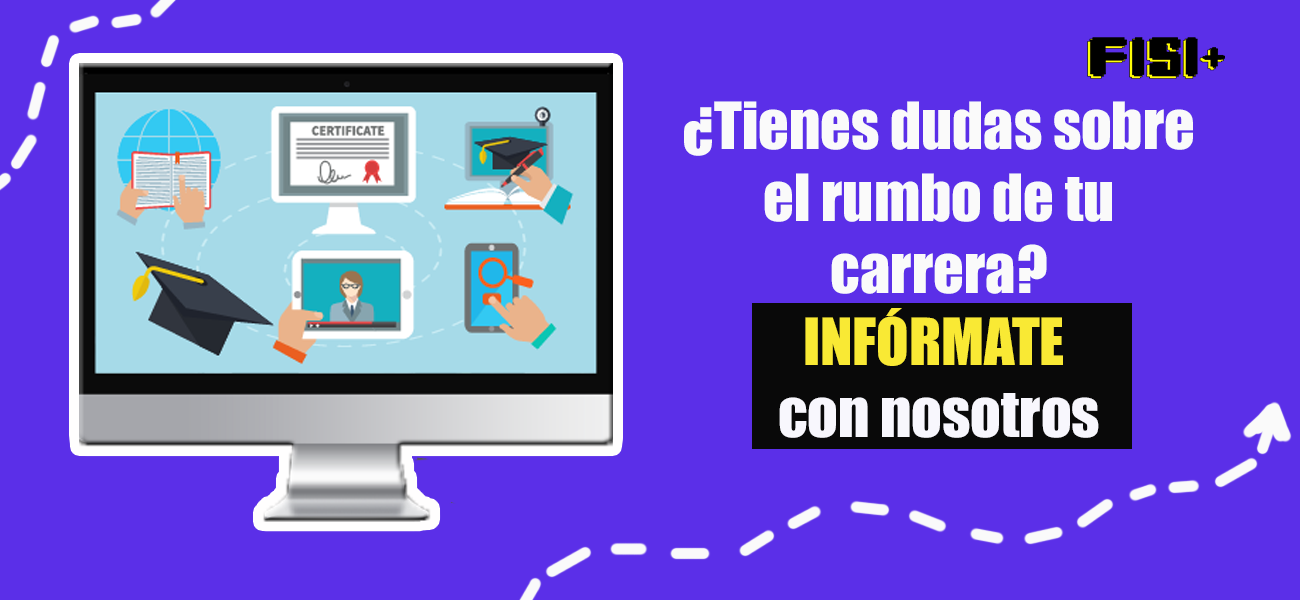 FISI+
¿Tienes dudas sobre
el rumbo de tu
carrera?
INFÓRMATE
con nosotros
CERTIFICATE